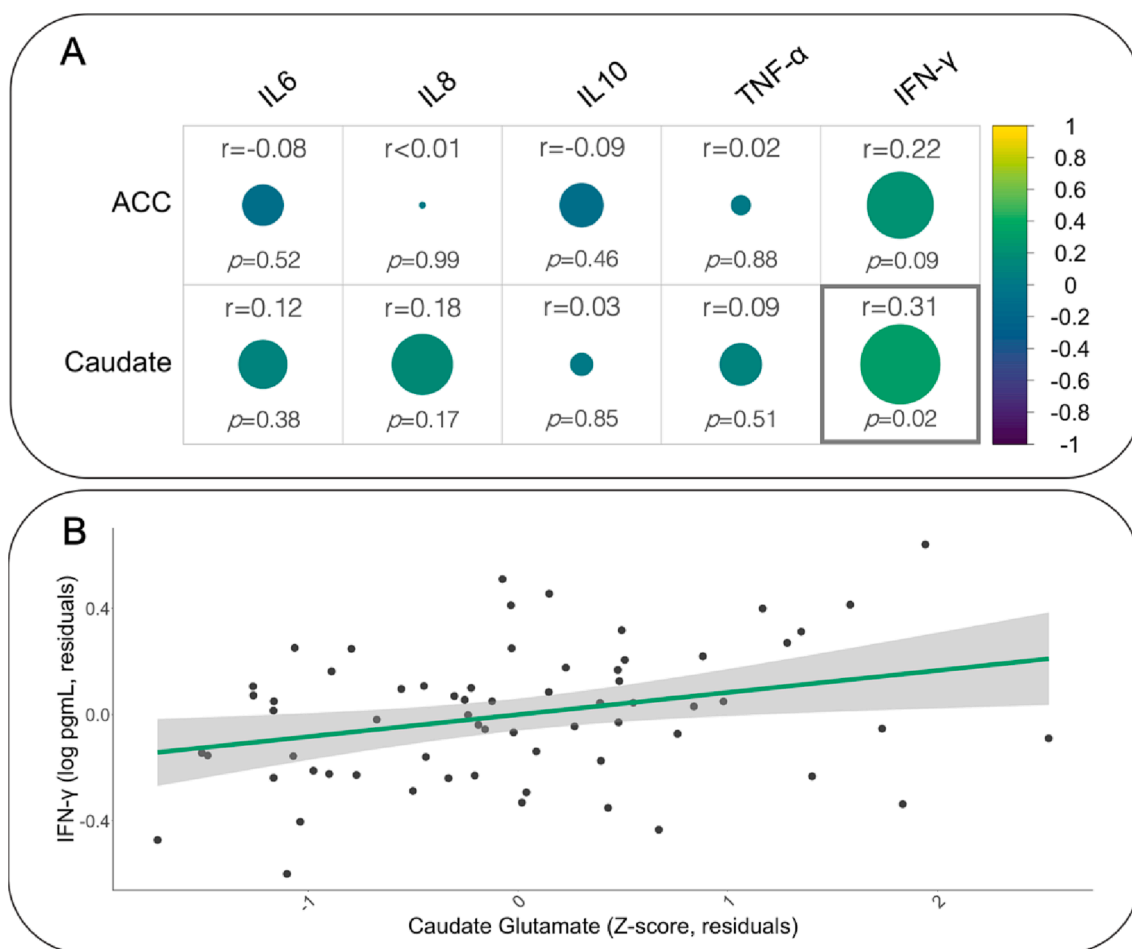 A
IL6 IL8 IL10 TNF-α IFN-γ
r=-0.08 r<0.01 r=-0.09 r=0.02 r=0.22
ACC
p=0.52 p=0.99 p=0.46 p=0.88 p=0.09
r=0.12 r=0.18 r=0.03 r=0.09 r=0.31
Caudate
p=0.38 p=0.17 p=0.85 p=0.51 p=0.02
1
0.8
0.6
0.4
0.2
0
-0.2
-0.4
-0.6
-0.8
-1
B
IFN-γ (log pgmL, residuals)
0.4
0.0
-0.4
-1 0 1 2
Caudate Glutamate (Z-score, residuals)